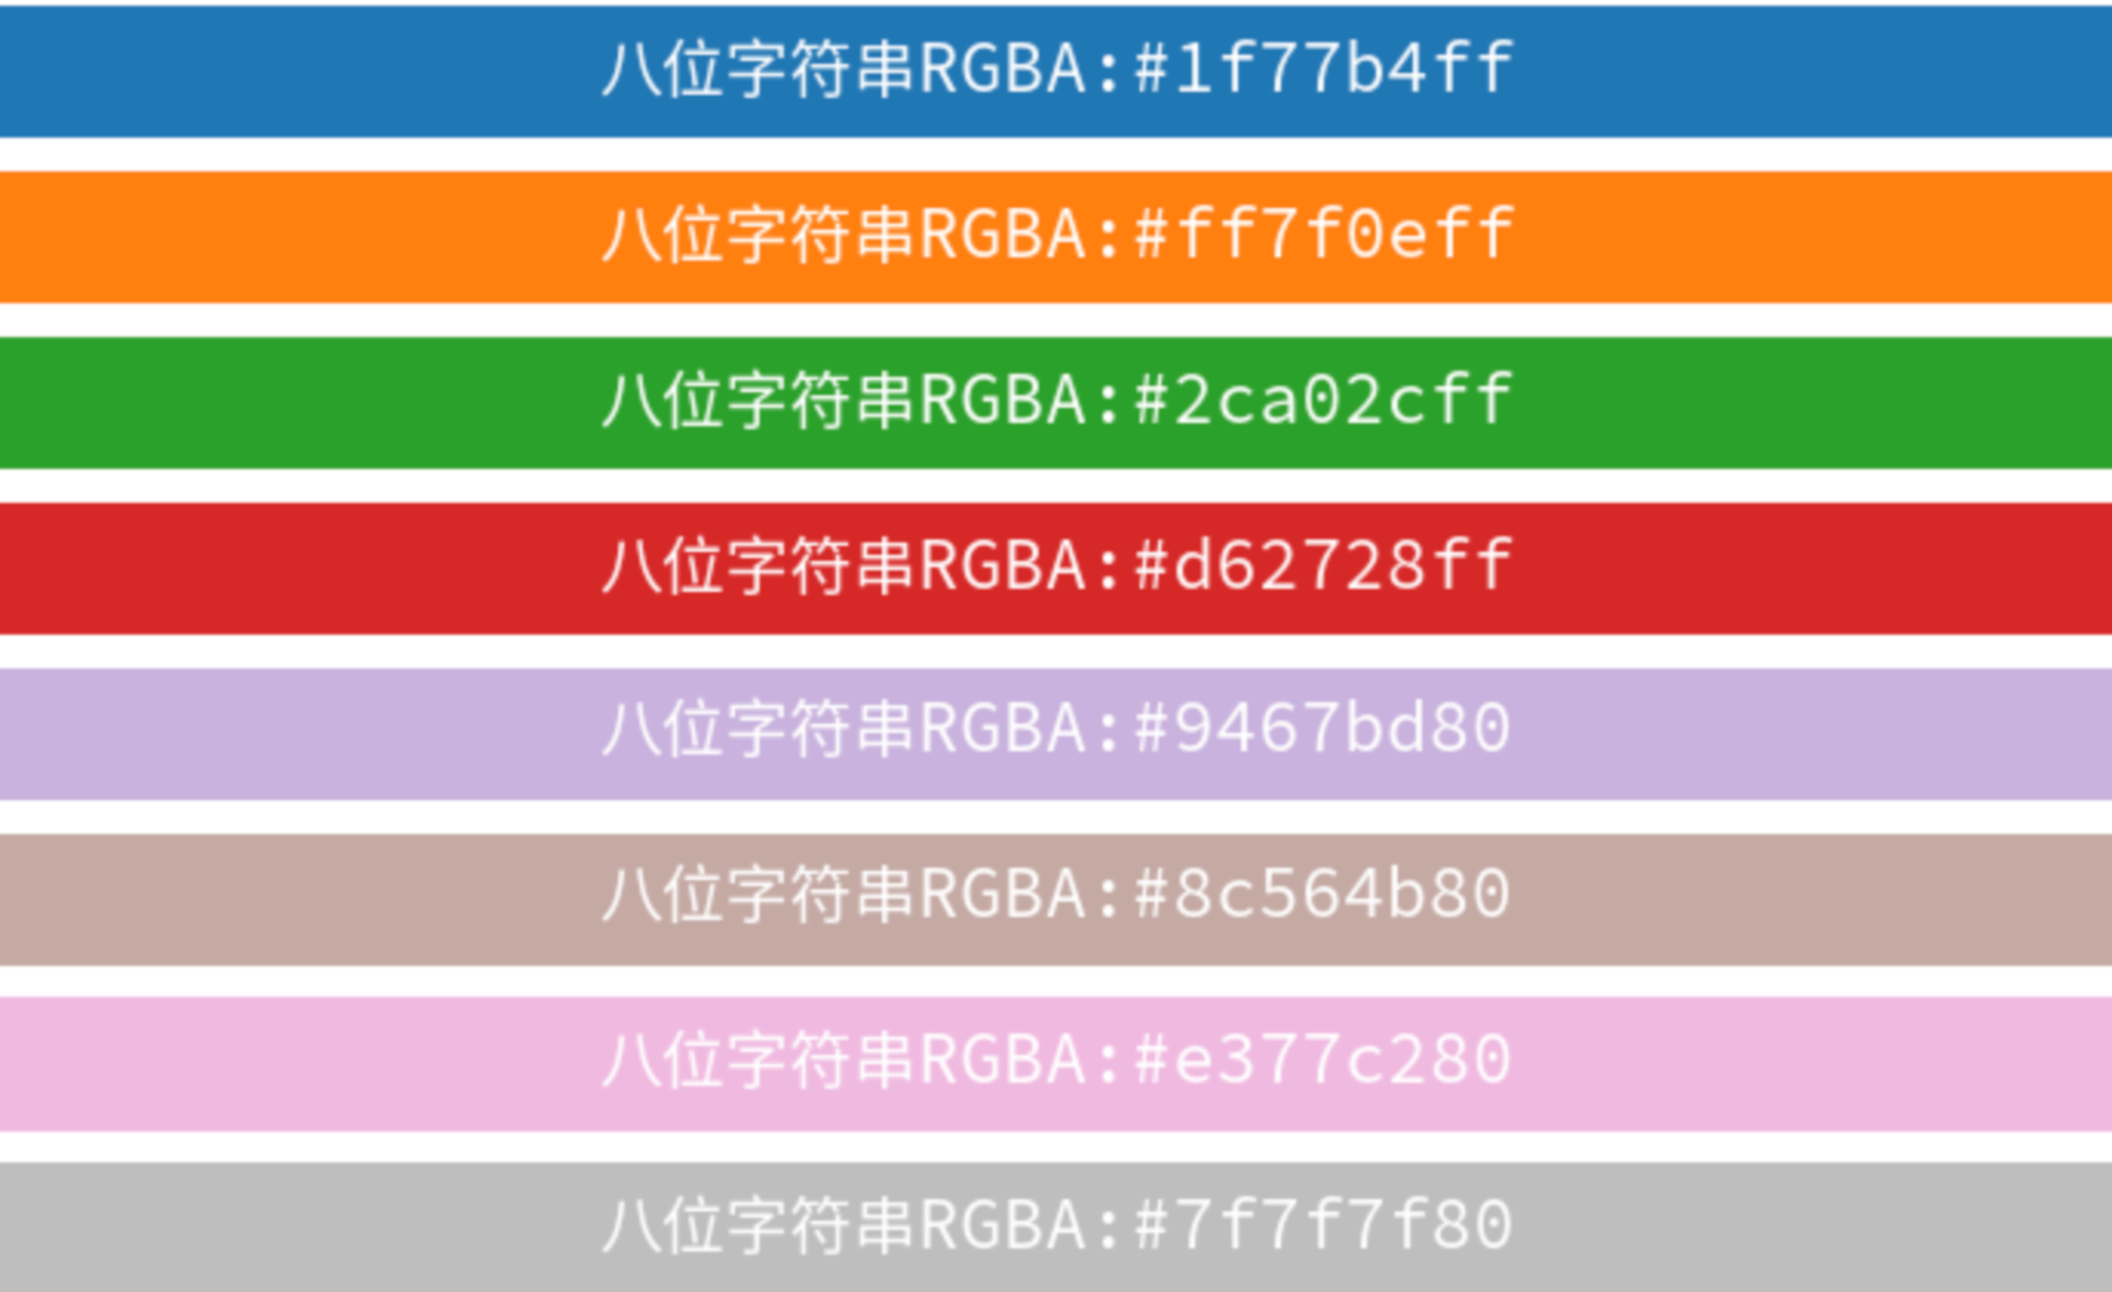 八位字符串RGBA:#1f77b4ff
八位字符串RGBA:#ff7f0eff
八位字符串RGBA:#2ca02cff
八位字符串RGBA:#d62728ff
八位字符串RGBA:#9467bd80
八位字符串RGBA:#8c564b80
八位字符串RGBA:#e377c280
八位字符串RGBA:#7f7f7f80